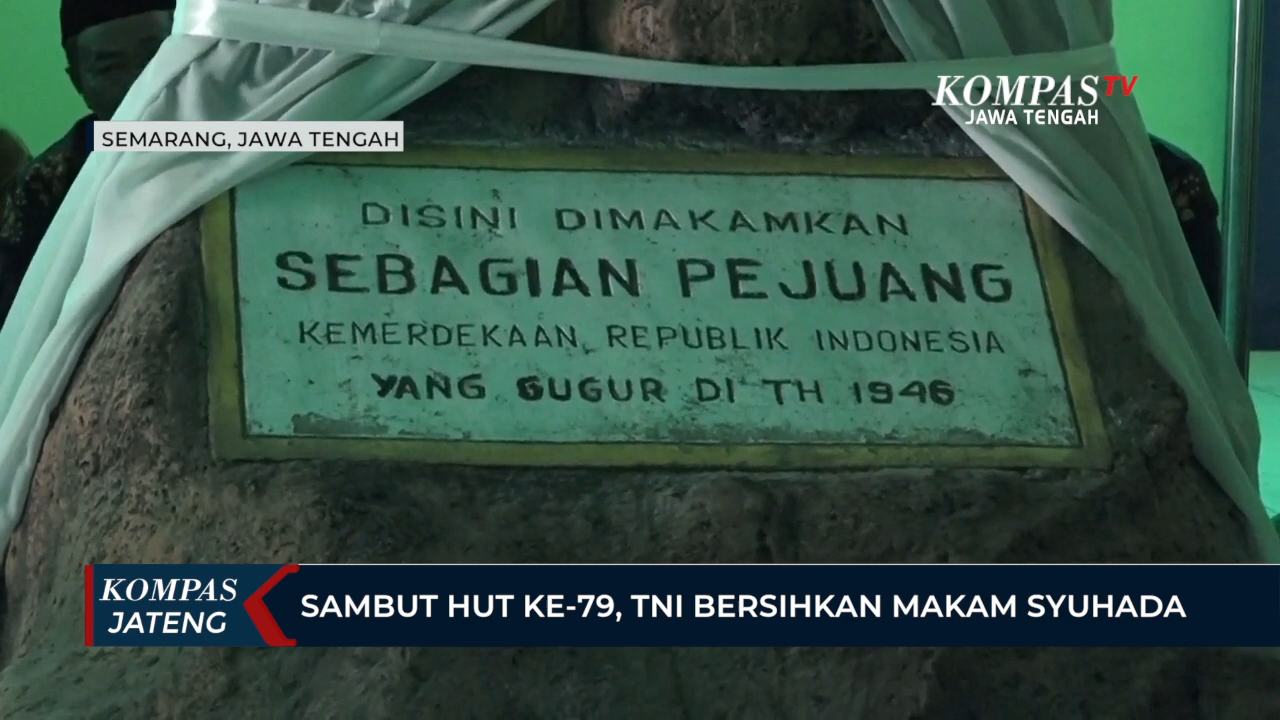 KOMPASTV
JAWA TENGAH
SEMARANG, JAWA TENGAH
DISINI DIMAKAMKAN
SEBAGIAN PEJUANG
KEMERDEKAAN REPUBLIK INDONESIA
YANG GUGUR DI TH 1946
KOMPAS
JATENG
SAMBUT HUT KE-79, TNI BERSIHKAN MAKAM SYUHADA